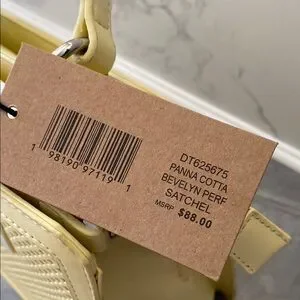 DT625675
PANNA COTTA
BEVELYN PERF
SATCHEL
MSRP $88.00
1 98190 97119 1